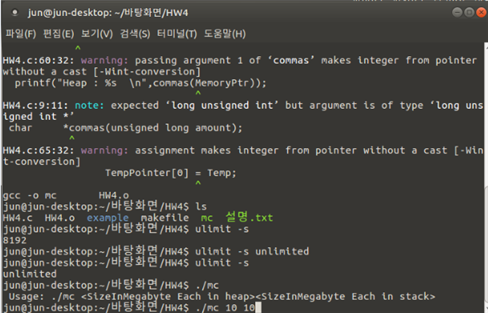 jun@jun-desktop: ~/바탕화면/HW4
파일(F) 편집(E) 보기(V) 검색(S) 터미널(T) 도움말(H)
^
HW4.c:60:32: warning: passing argument 1 of ‘commas’ makes integer from pointer
without a cast [-Wint-conversion]
printf("Heap : %s  \n",commas(MemoryPtr));
^
HW4.c:9:11: note: expected ‘long unsigned int’ but argument is of type ‘long uns
igned int *’
char     *commas(unsigned long amount);
^
HW4.c:65:32: warning: assignment makes integer from pointer without a cast [-Win
t-conversion]
TempPointer[0] = Temp;
^
gcc -o mc      HW4.o
jun@jun-desktop:~/바탕화면/HW4$ ls
HW4.c  HW4.o  example  makefile  mc  설명.txt
jun@jun-desktop:~/바탕화면/HW4$ ulimit -s
8192
jun@jun-desktop:~/바탕화면/HW4$ ulimit -s unlimited
jun@jun-desktop:~/바탕화면/HW4$ ulimit -s
unlimited
jun@jun-desktop:~/바탕화면/HW4$ ./mc
Usage: ./mc <SizeInMegabyte Each in heap><SizeInMegabyte Each in stack>
jun@jun-desktop:~/바탕화면/HW4$ ./mc 10 10